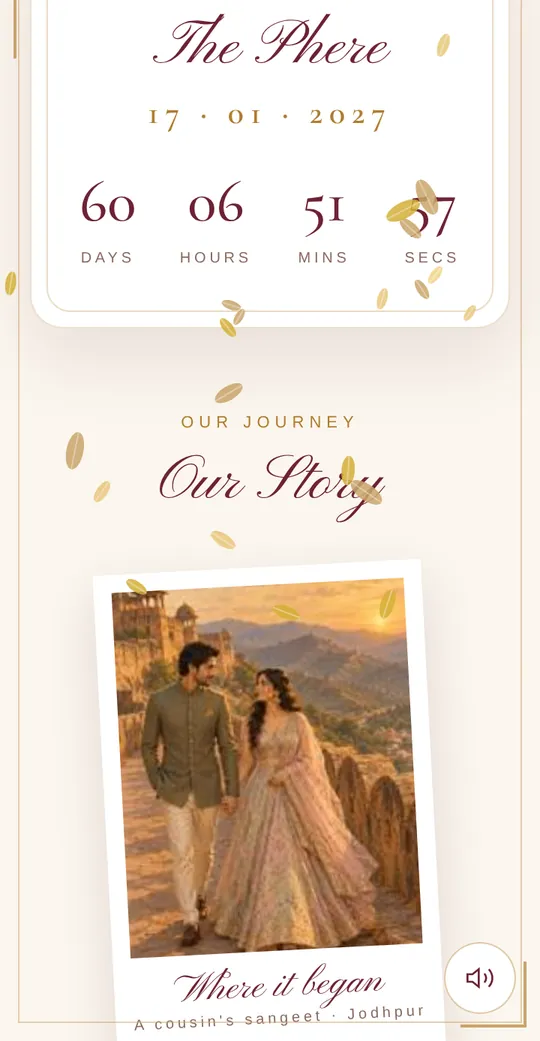 The Phere
17 · 01 · 2027
60 06 51 37
DAYS HOURS MINS SECS
OUR JOURNEY
Our Story
Where it began
A cousin's sangeet · Jodhpur